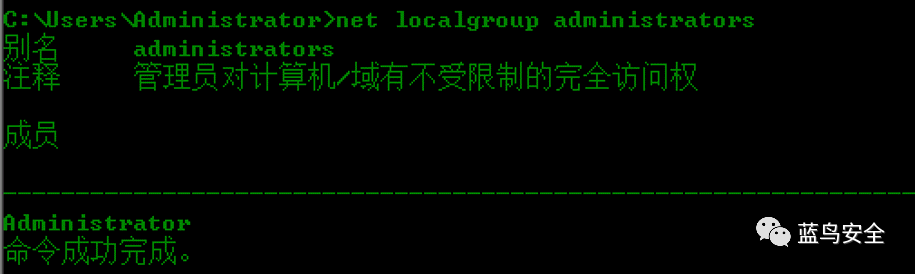 C:\Users\Administrator>net localgroup administrators
别名     administrators
注释     管理员对计算机/域有不受限制的完全访问权
成员
-------------------------------------------------------------------------------
Administrator
命令成功完成。
蓝鸟安全